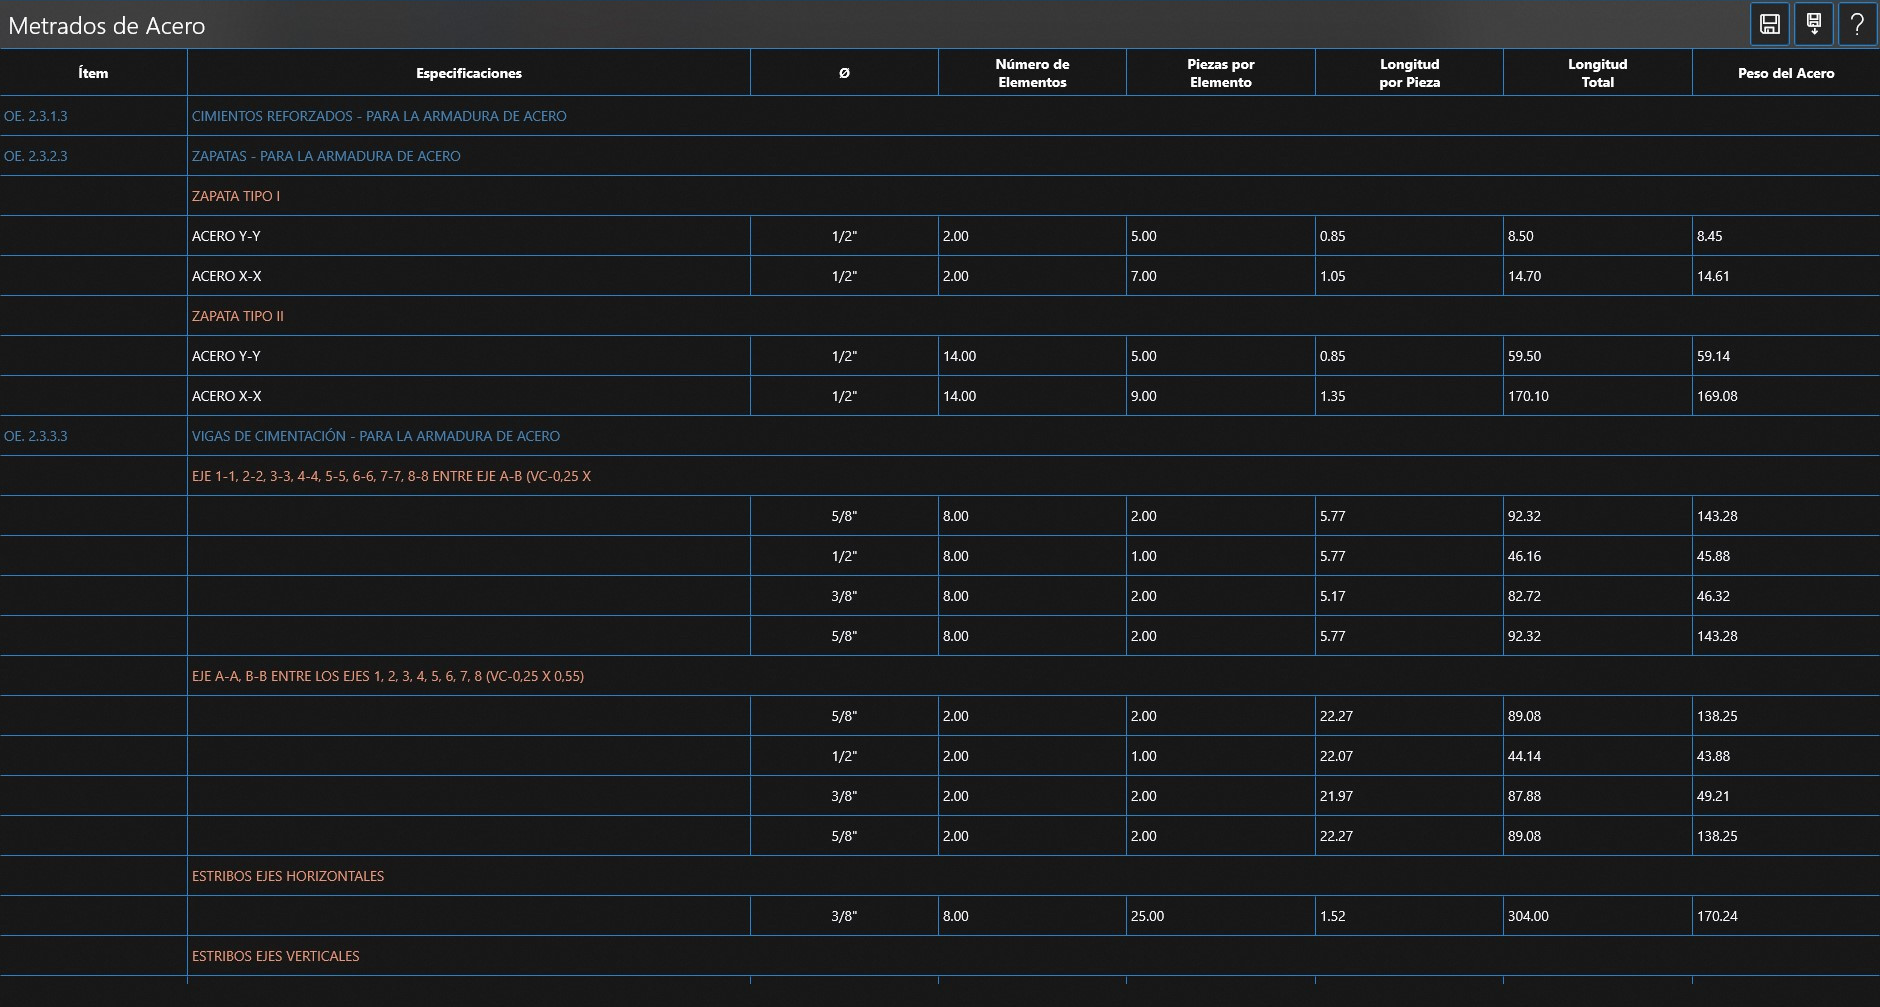 Metrados de Acero
Ítem Especificaciones Ø Número de Elementos Piezas por Elemento Longitud por Pieza Longitud Total Peso del Acero
OE. 2.3.1.3 CIMIENTOS REFORZADOS - PARA LA ARMADURA DE ACERO
OE. 2.3.2.3 ZAPATAS - PARA LA ARMADURA DE ACERO
ZAPATA TIPO I
ACERO Y-Y 1/2" 2.00 5.00 0.85 8.50 8.45
ACERO X-X 1/2" 2.00 7.00 1.05 14.70 14.61
ZAPATA TIPO II
ACERO Y-Y 1/2" 14.00 5.00 0.85 59.50 59.14
ACERO X-X 1/2" 14.00 9.00 1.35 170.10 169.08
OE. 2.3.3.3 VIGAS DE CIMENTACIÓN - PARA LA ARMADURA DE ACERO
EJE 1-1, 2-2, 3-3, 4-4, 5-5, 6-6, 7-7, 8-8 ENTRE EJE A-B (VC-0,25 X
5/8" 8.00 2.00 5.77 92.32 143.28
1/2" 8.00 1.00 5.77 46.16 45.88
3/8" 8.00 2.00 5.17 82.72 46.32
5/8" 8.00 2.00 5.77 92.32 143.28
EJE A-A, B-B ENTRE LOS EJES 1, 2, 3, 4, 5, 6, 7, 8 (VC-0,25 X 0,55)
5/8" 2.00 2.00 22.27 89.08 138.25
1/2" 2.00 1.00 22.07 44.14 43.88
3/8" 2.00 2.00 21.97 87.88 49.21
5/8" 2.00 2.00 22.27 89.08 138.25
ESTRIBOS EJES HORIZONTALES
3/8" 8.00 25.00 1.52 304.00 170.24
ESTRIBOS EJES VERTICALES